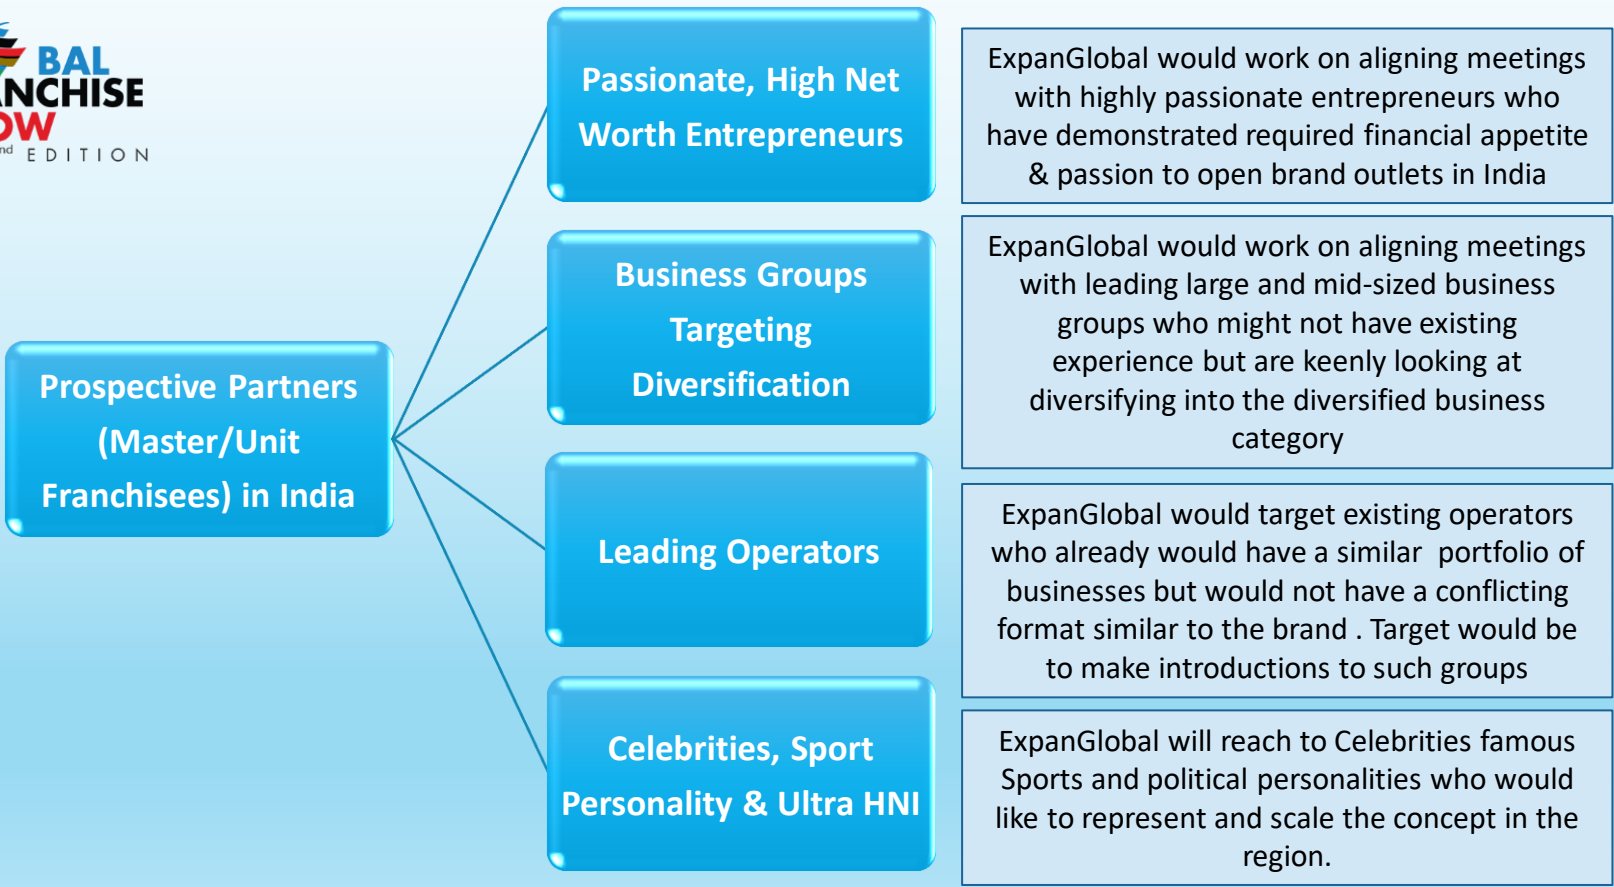 BAL
NCHISE
OW
nd EDITION
Prospective Partners
(Master/Unit
Franchisees) in India
Passionate, High Net
Worth Entrepreneurs
ExpanGlobal would work on aligning meetings
with highly passionate entrepreneurs who
have demonstrated required financial appetite
& passion to open brand outlets in India
Business Groups
Targeting
Diversification
ExpanGlobal would work on aligning meetings
with leading large and mid-sized business
groups who might not have existing
experience but are keenly looking at
diversifying into the diversified business
category
Leading Operators
ExpanGlobal would target existing operators
who already would have a similar  portfolio of
businesses but would not have a conflicting
format similar to the brand . Target would be
to make introductions to such groups
Celebrities, Sport
Personality & Ultra HNI
ExpanGlobal will reach to Celebrities famous
Sports and political personalities who would
like to represent and scale the concept in the
region.